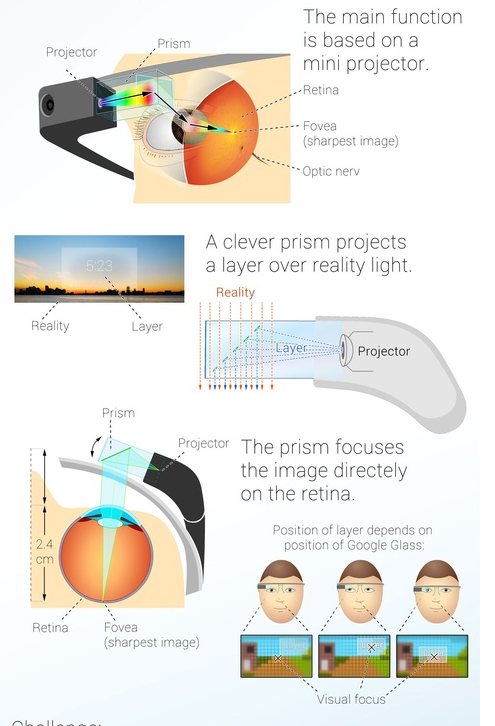 The main function
is based on a
mini projector.
Prism
Projector
Retina
Fovea
(sharpest image)
Optic nerv
A clever prism projects
a layer over reality light.
5:23
Reality
Layer
Reality
Layer
Projector
Prism
Projector
The prism focuses
the image directely
on the retina.
2.4
cm
Retina
Fovea
(sharpest image)
Position of layer depends on
position of Google Glass:
Visual focus